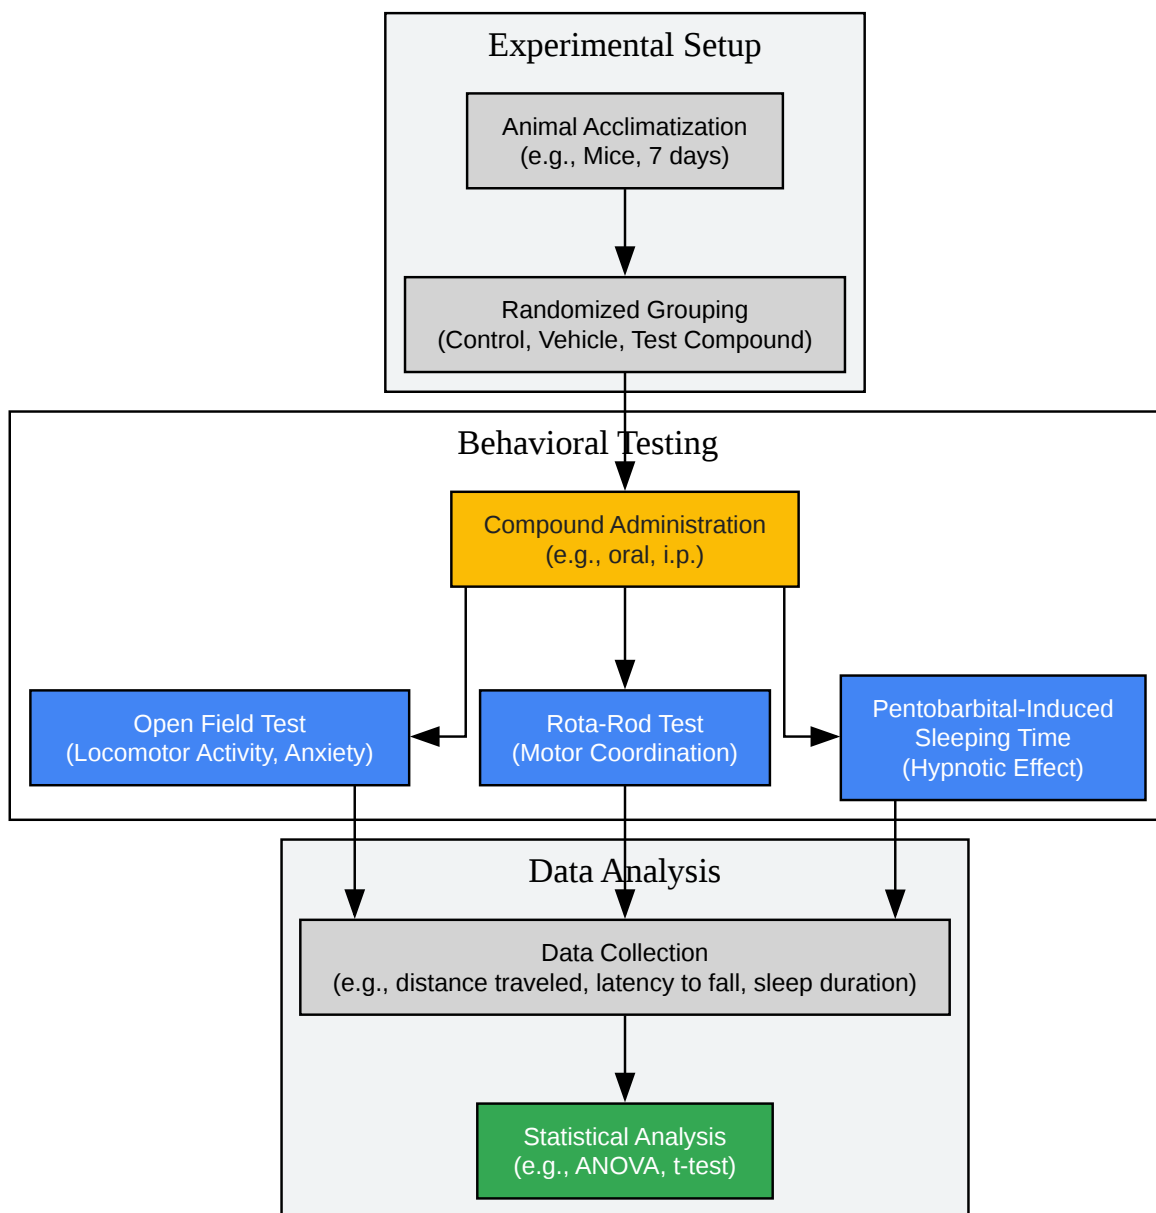 Experimental Setup
Animal Acclimatization
(e.g., Mice, 7 days)
Randomized Grouping
(Control, Vehicle, Test Compound)
Behavioral Testing
Compound Administration
(e.g., oral, i.p.)
Open Field Test
(Locomotor Activity, Anxiety)
Rota-Rod Test
(Motor Coordination)
Pentobarbital-Induced
Sleeping Time
(Hypnotic Effect)
Data Analysis
Data Collection
(e.g., distance traveled, latency to fall, sleep duration)
Statistical Analysis
(e.g., ANOVA, t-test)